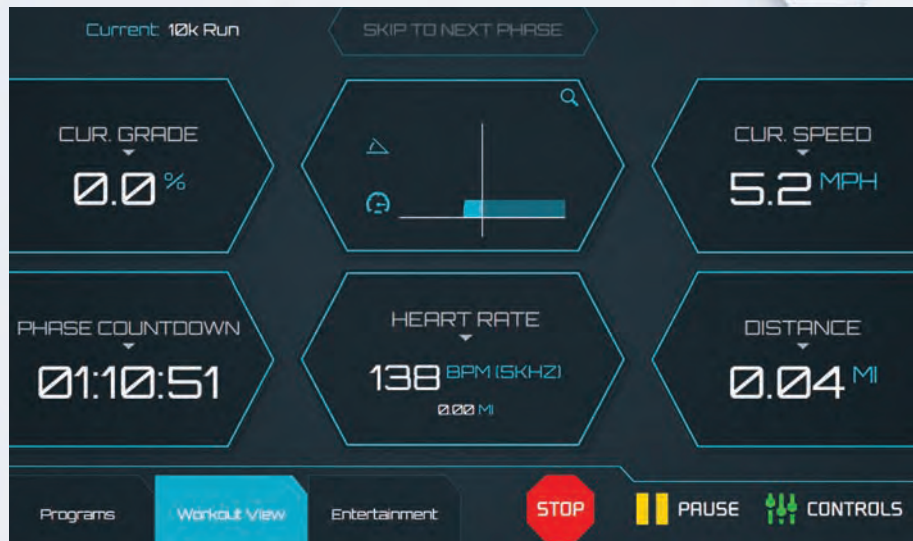 Current: 10k Run
SKIP TO NEXT PHASE
CUR. GRADE
0.0 %
CUR. SPEED
5.2 MPH
PHASE COUNTDOWN
01:10:51
HEART RATE
138 BPM (5KHZ)
0.00 MI
DISTANCE
0.04 MI
Programs
Workout View
Entertainment
STOP
PAUSE
CONTROLS